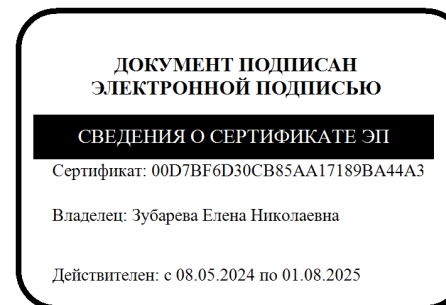 ДОКУМЕНТ ПОДПИСАН
ЭЛЕКТРОННОЙ ПОДПИСЬЮ
СВЕДЕНИЯ О СЕРТИФИКАТЕ ЭП
Сертификат: 00D7BF6D30CB85AA17189BA44A3
Владелец: Зубарева Елена Николаевна
Действителен: с 08.05.2024 по 01.08.2025